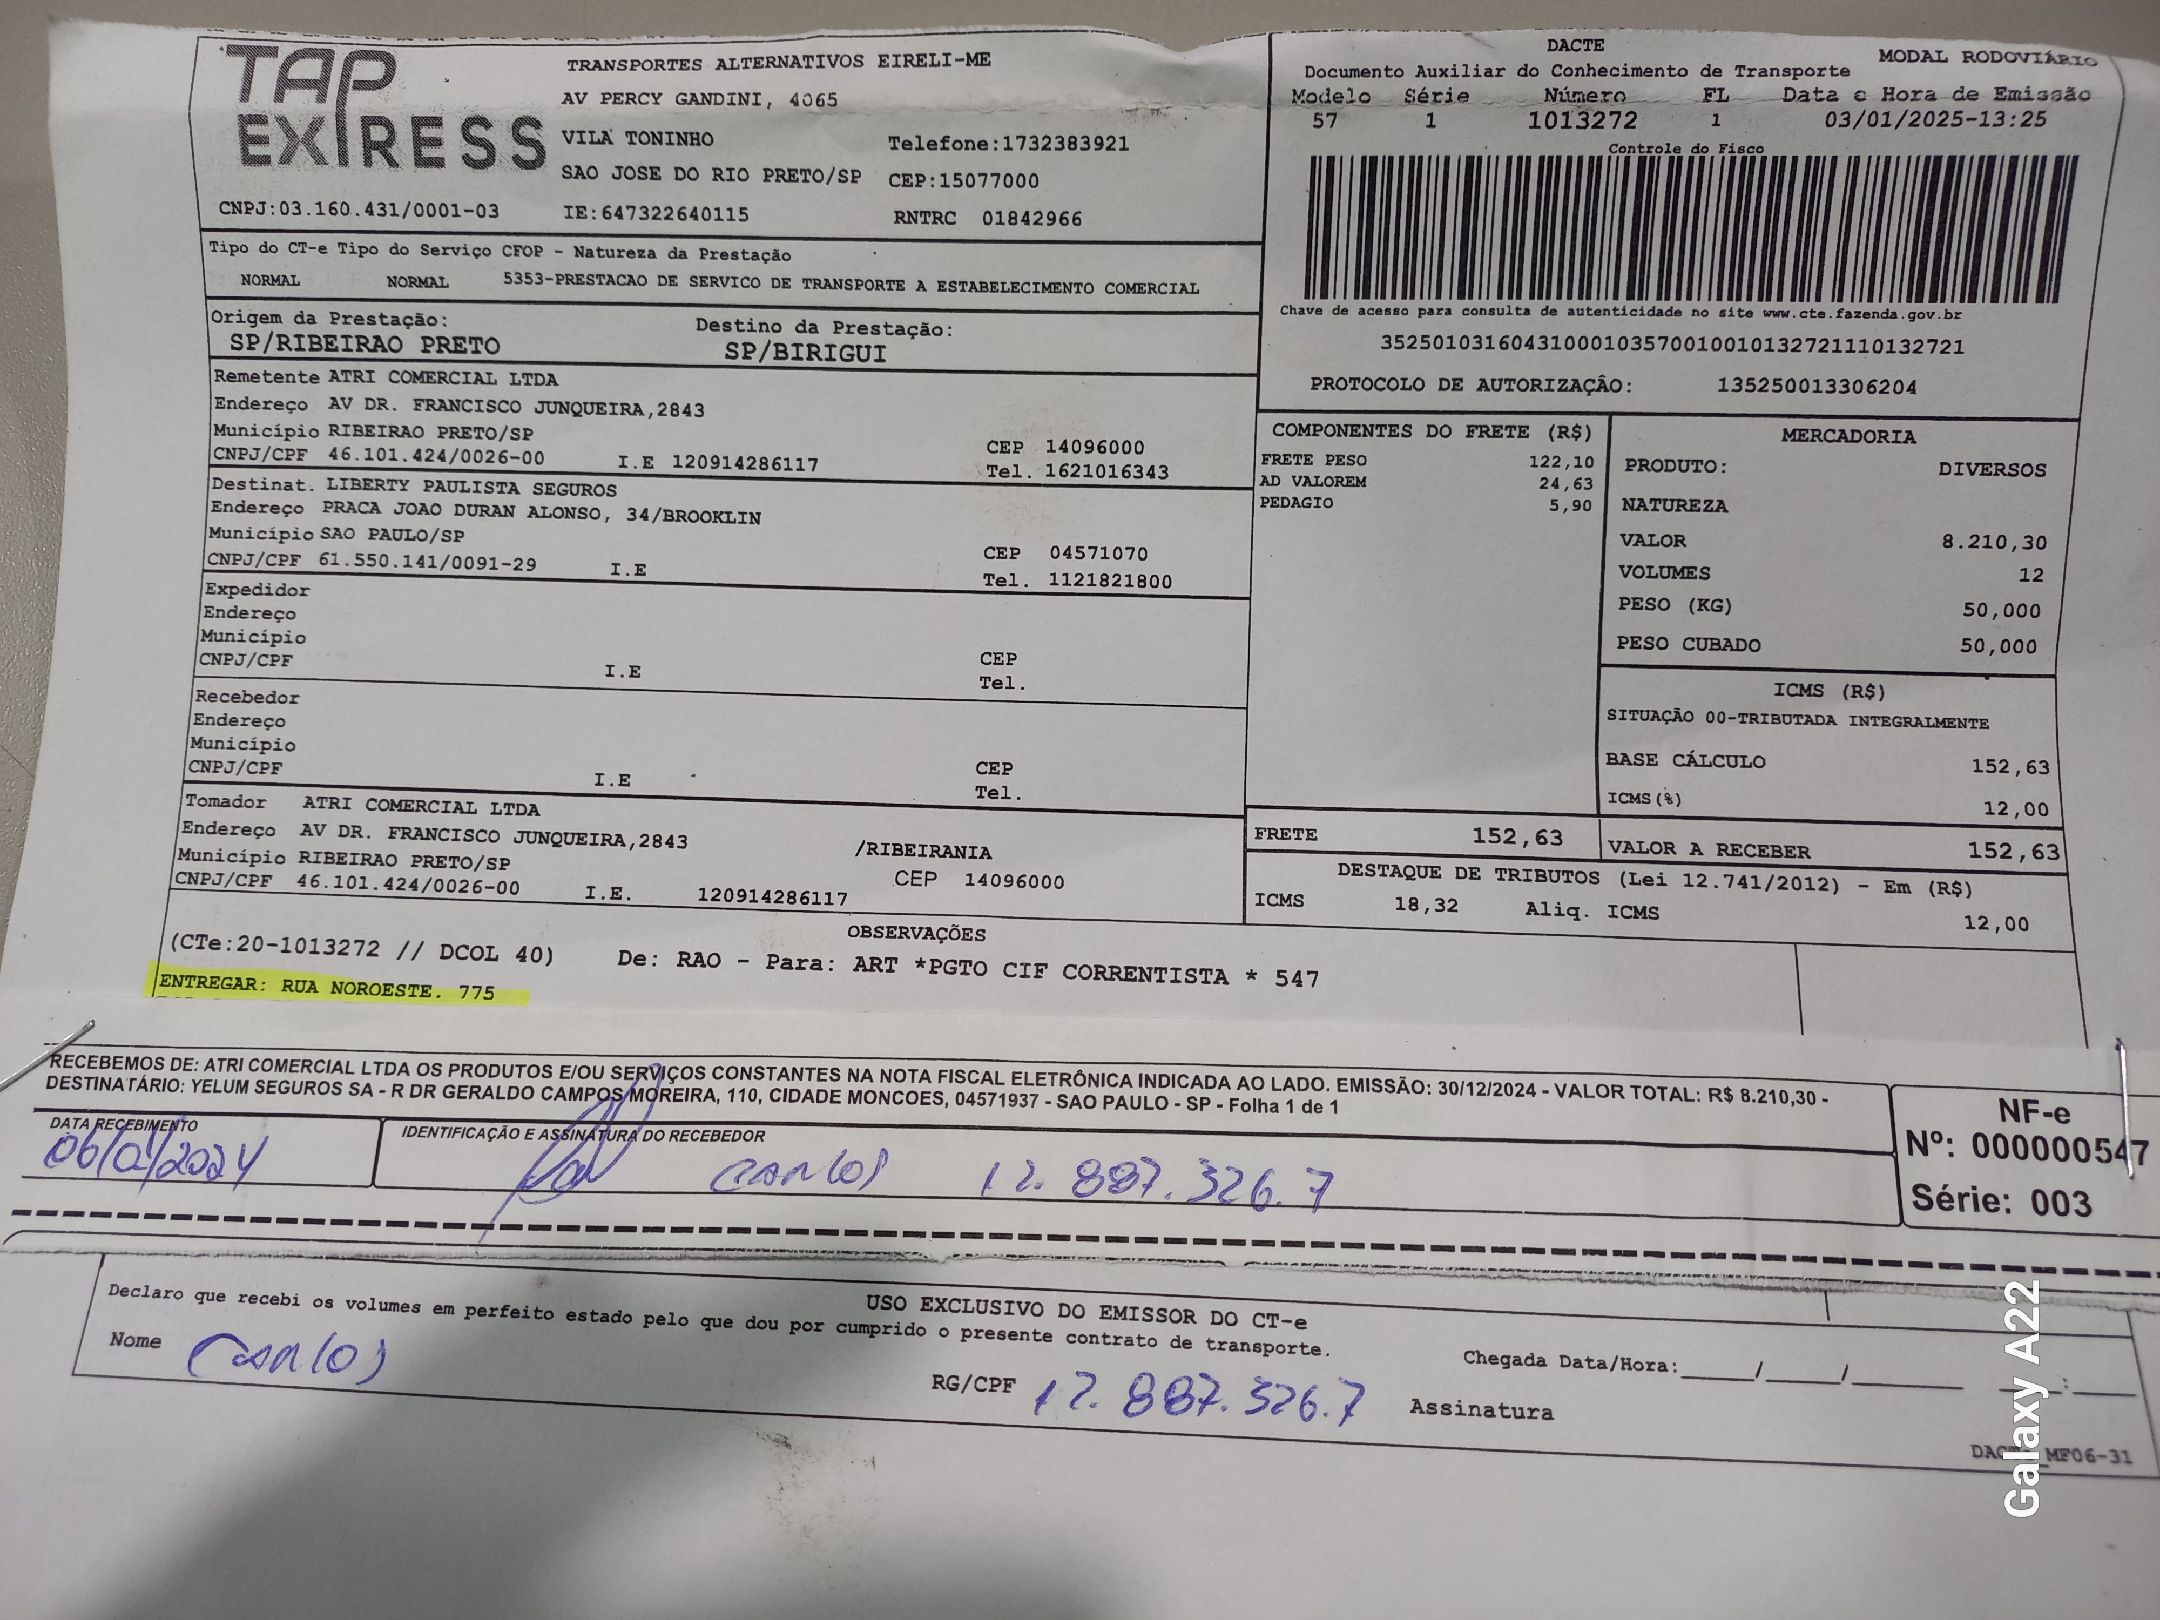 TAP EXPRESS
TRANSPORTES ALTERNATIVOS EIRELI-ME
AV PERCY GANDINI, 4065
VILA TONINHO Telefone:1732383921
SAO JOSE DO RIO PRETO/SP CEP:15077000
CNPJ:03.160.431/0001-03 IE:647322640115 RNTRC 01842966
DACTE MODAL RODOVIÁRIO
Documento Auxiliar do Conhecimento de Transporte
Modelo Série Número FL Data e Hora de Emissão
57 1 1013272 1 03/01/2025-13:25
Controle do Fisco
Chave de acesso para consulta de autenticidade no site www.cte.fazenda.gov.br
35250103160431000103570010010132721110132721
PROTOCOLO DE AUTORIZAÇÃO: 135250013306204
Tipo do CT-e Tipo do Serviço CFOP - Natureza da Prestação
NORMAL NORMAL 5353-PRESTACAO DE SERVICO DE TRANSPORTE A ESTABELECIMENTO COMERCIAL
Origem da Prestação: Destino da Prestação:
SP/RIBEIRAO PRETO SP/BIRIGUI
Remetente ATRI COMERCIAL LTDA
Endereço AV DR. FRANCISCO JUNQUEIRA,2843
Município RIBEIRAO PRETO/SP CEP 14096000
CNPJ/CPF 46.101.424/0026-00 I.E 120914286117 Tel. 1621016343
Destinat. LIBERTY PAULISTA SEGUROS
Endereço PRACA JOAO DURAN ALONSO, 34/BROOKLIN
Município SAO PAULO/SP CEP 04571070
CNPJ/CPF 61.550.141/0091-29 I.E Tel. 1121821800
Expedidor
Endereço
Município CEP
CNPJ/CPF I.E Tel.
Recebedor
Endereço
Município CEP
CNPJ/CPF I.E Tel.
Tomador ATRI COMERCIAL LTDA
Endereço AV DR. FRANCISCO JUNQUEIRA,2843 /RIBEIRANIA
Município RIBEIRAO PRETO/SP CEP 14096000
CNPJ/CPF 46.101.424/0026-00 I.E. 120914286117
COMPONENTES DO FRETE (R$)
FRETE PESO 122,10
AD VALOREM 24,63
PEDAGIO 5,90
MERCADORIA
PRODUTO: DIVERSOS
NATUREZA
VALOR 8.210,30
VOLUMES 12
PESO (KG) 50,000
PESO CUBADO 50,000
ICMS (R$)
SITUAÇÃO 00-TRIBUTADA INTEGRALMENTE
BASE CÁLCULO 152,63
ICMS(%) 12,00
FRETE 152,63 VALOR A RECEBER 152,63
DESTAQUE DE TRIBUTOS (Lei 12.741/2012) - Em (R$)
ICMS 18,32 Aliq. ICMS 12,00
OBSERVAÇÕES
(CTe:20-1013272 // DCOL 40) De: RAO - Para: ART *PGTO CIF CORRENTISTA * 547
ENTREGAR: RUA NOROESTE. 775
RECEBEMOS DE: ATRI COMERCIAL LTDA OS PRODUTOS E/OU SERVIÇOS CONSTANTES NA NOTA FISCAL ELETRÔNICA INDICADA AO LADO. EMISSÃO: 30/12/2024 - VALOR TOTAL: R$ 8.210,30 -
DESTINATÁRIO: YELUM SEGUROS SA - R DR GERALDO CAMPOS MOREIRA, 110, CIDADE MONCOES, 04571937 - SAO PAULO - SP - Folha 1 de 1
DATA RECEBIMENTO IDENTIFICAÇÃO E ASSINATURA DO RECEBEDOR
06/01/2024 Carlos 12.887.326.7
NF-e
Nº: 000000547
Série: 003
USO EXCLUSIVO DO EMISSOR DO CT-e
Declaro que recebi os volumes em perfeito estado pelo que dou por cumprido o presente contrato de transporte.
Nome Carlos RG/CPF 12.887.326.7 Chegada Data/Hora:_____/_____/_______ ___:_____
Assinatura
MF06-31
Galaxy A22